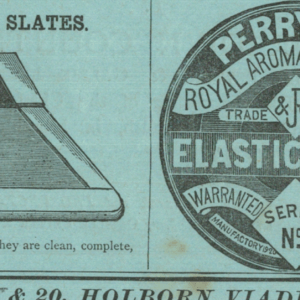 SLATES.
hey are clean, complete,
PERRY
ROYAL AROMA
TRADE
&
ELASTIC
WARRANTED
SER
MANUFACTORY
No
& 20, HOLBORN VIAD